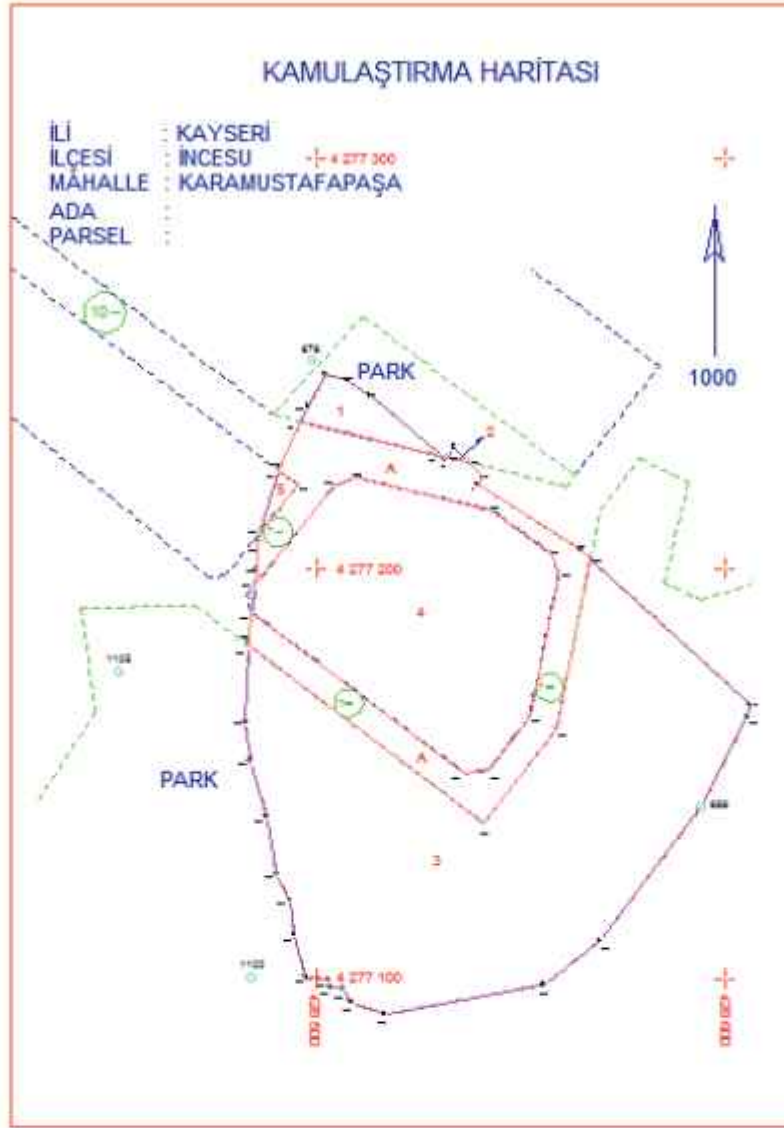 KAMULAŞTIRMA HARİTASI
İLİ : KAYSERİ
İLÇESİ : İNCESU
MAHALLE : KARAMUSTAFAPAŞA
ADA :
PARSEL :
4 277 300
10
1000
PARK
1
2
A
5
4 277 200
4
A
PARK
3
4 277 100